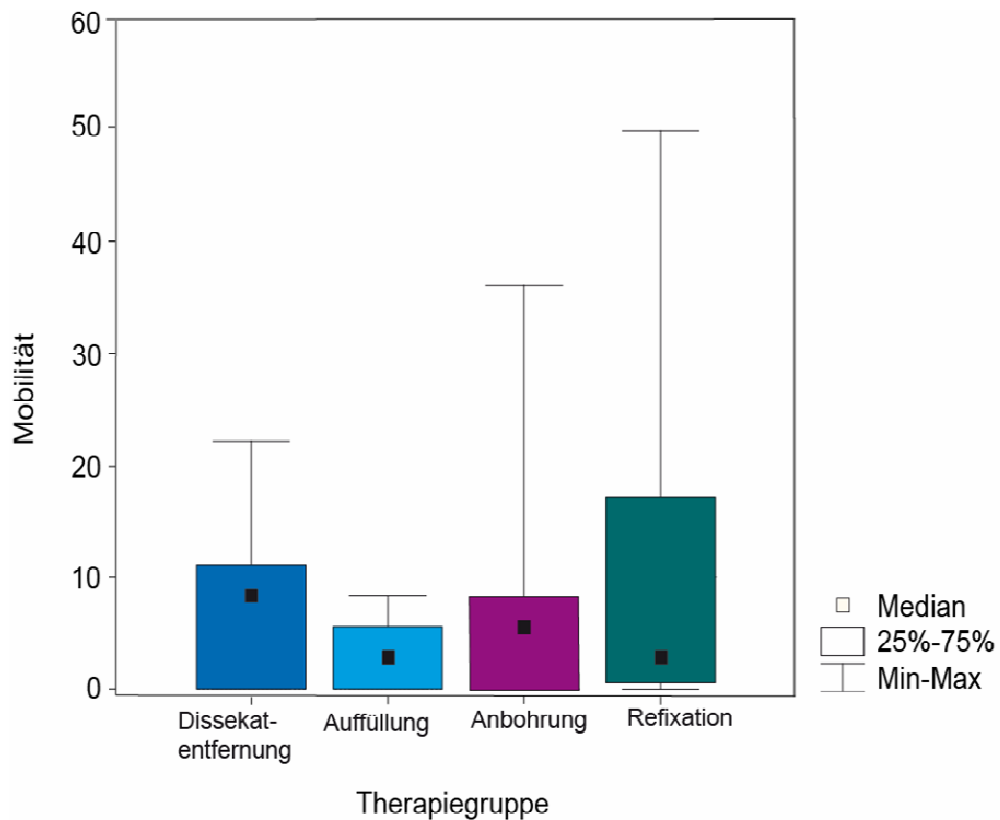 60
50
40
30
20
10
0
Mobilität
Dissekat-
entfernung
Auffüllung
Anbohrung
Refixation
Therapiegruppe
Median
25%-75%
Min-Max